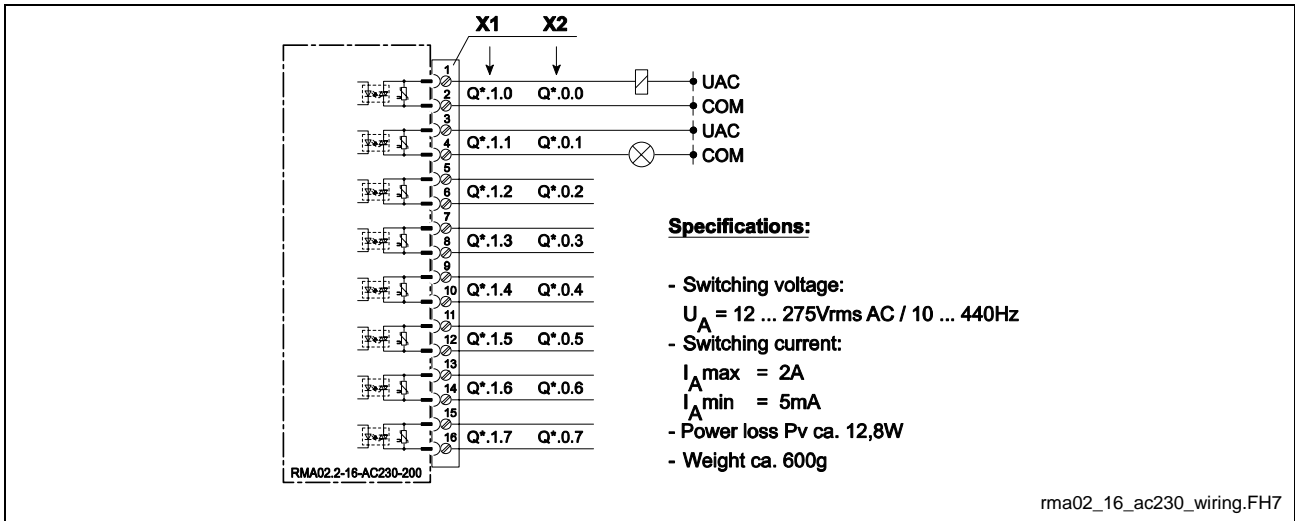 X1 X2
1
UAC
2 Q*.1.0 Q*.0.0
COM
3
UAC
4 Q*.1.1 Q*.0.1
COM
5
6 Q*.1.2 Q*.0.2
7
8 Q*.1.3 Q*.0.3
9
10 Q*.1.4 Q*.0.4
11
12 Q*.1.5 Q*.0.5
13
14 Q*.1.6 Q*.0.6
15
16 Q*.1.7 Q*.0.7
RMA02.2-16-AC230-200
Specifications:
- Switching voltage:
UA = 12 ... 275Vrms AC / 10 ... 440Hz
- Switching current:
IAmax = 2A
IAmin = 5mA
- Power loss Pv ca. 12,8W
- Weight ca. 600g
rma02_16_ac230_wiring.FH7